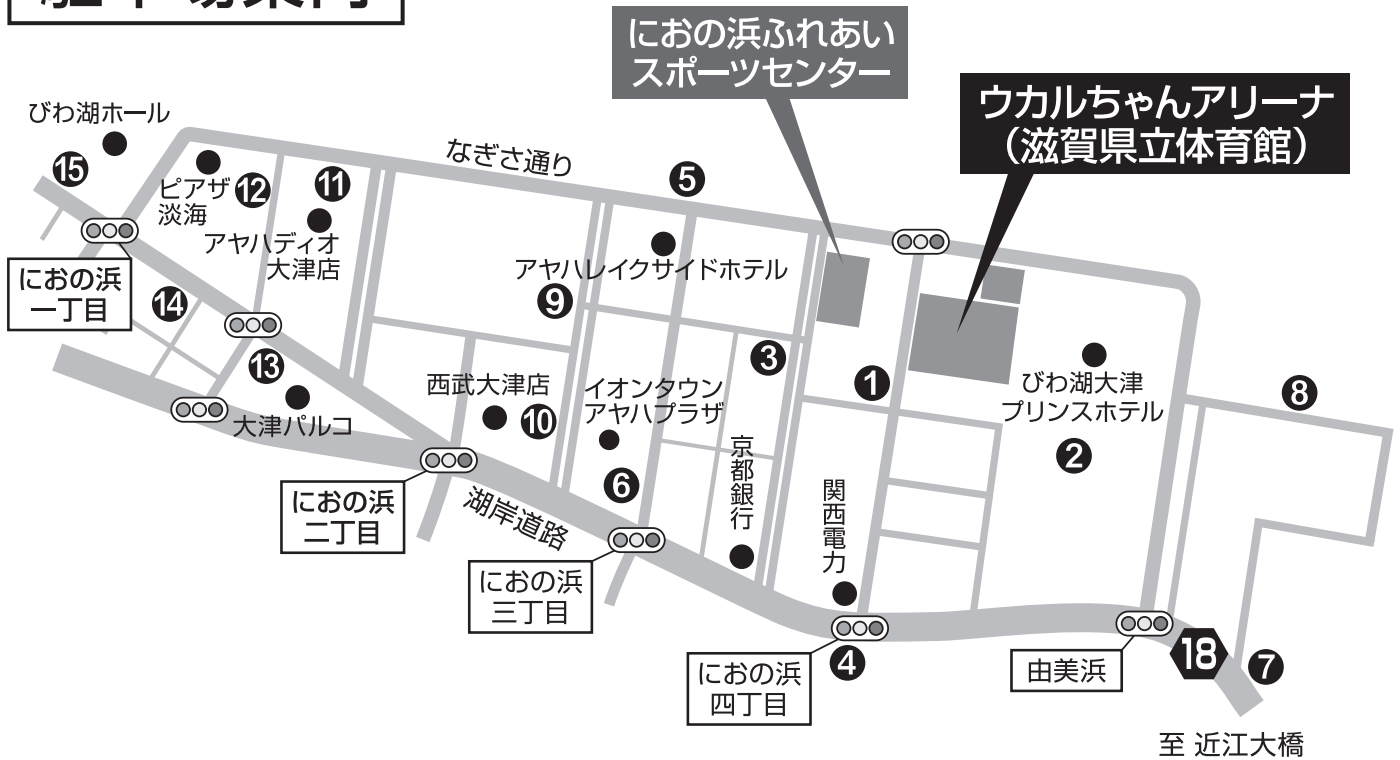 におの浜ふれあい
スポーツセンター
ウカルちゃんアリーナ
(滋賀県立体育館)
びわ湖ホール
なぎさ通り
15
ピアザ
淡海
12
11
5
アヤハディオ
大津店
アヤハレイクサイドホテル
におの浜
一丁目
14
9
13
3
1
西武大津店
10
イオンタウン
アヤハプラザ
びわ湖大津
プリンスホテル
8
大津パルコ
2
京都銀行
6
関西電力
におの浜
二丁目
湖岸道路
におの浜
三丁目
におの浜
四丁目
4
由美浜
18
7
至 近江大橋